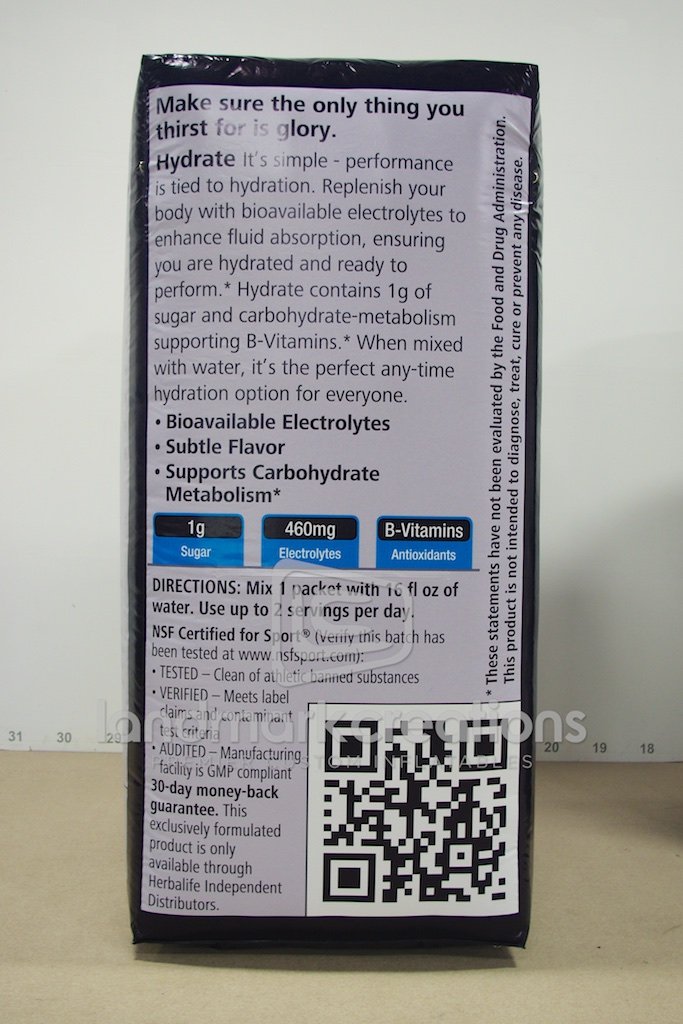 Make sure the only thing you
thirst for is glory.
Hydrate It's simple - performance
is tied to hydration. Replenish your
body with bioavailable electrolytes to
enhance fluid absorption, ensuring
you are hydrated and ready to
perform.* Hydrate contains 1g of
sugar and carbohydrate-metabolism
supporting B-Vitamins.* When mixed
with water, it's the perfect any-time
hydration option for everyone.
• Bioavailable Electrolytes
• Subtle Flavor
• Supports Carbohydrate
Metabolism*
1g
Sugar
460mg
Electrolytes
B-Vitamins
Antioxidants
DIRECTIONS: Mix 1 packet with 16 fl oz of
water. Use up to 2 servings per day.
NSF Certified for Sport® (Verify this batch has
been tested at www.nsfsport.com):
• TESTED – Clean of athletic banned substances
• VERIFIED – Meets label
claims and contaminant
test criteria
• AUDITED – Manufacturing
facility is GMP compliant
30-day money-back
guarantee. This
exclusively formulated
product is only
available through
Herbalife Independent
Distributors.
* These statements have not been evaluated by the Food and Drug Administration.
This product is not intended to diagnose, treat, cure or prevent any disease.
landmarkcreations
PREMIER CUSTOM INFLATABLES
31 30 29 20 19 18